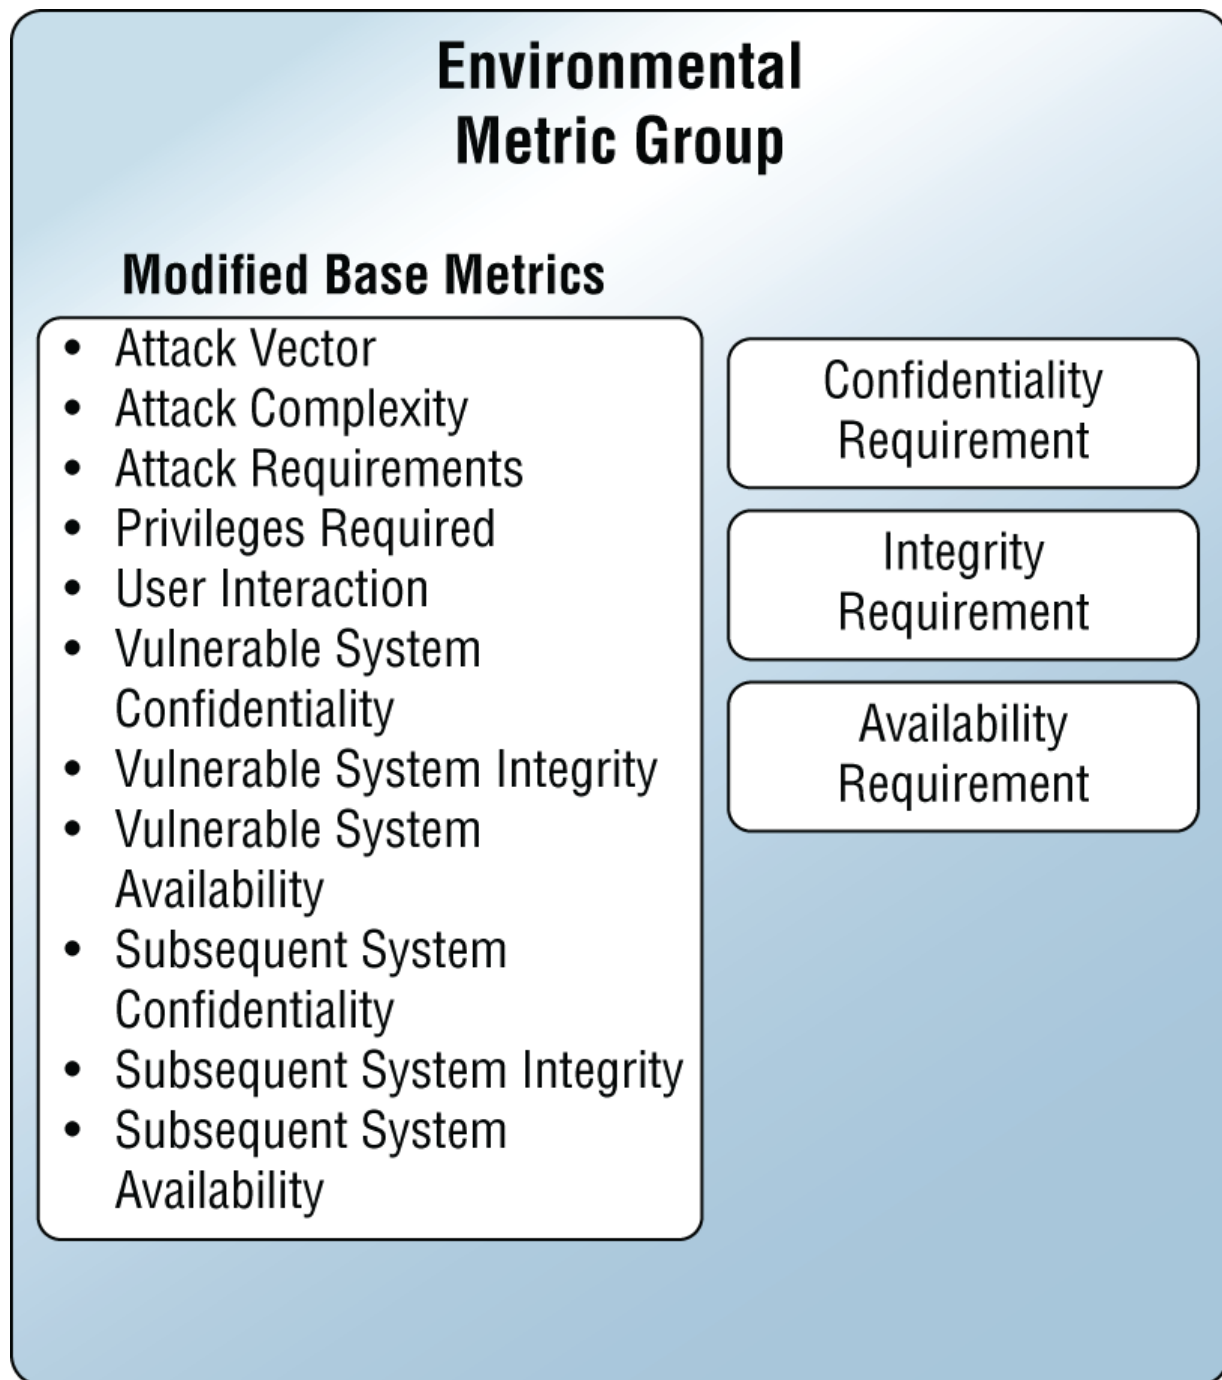 Environmental
Metric Group
Modified Base Metrics
• Attack Vector
• Attack Complexity
• Attack Requirements
• Privileges Required
• User Interaction
• Vulnerable System
Confidentiality
• Vulnerable System Integrity
• Vulnerable System
Availability
• Subsequent System
Confidentiality
• Subsequent System Integrity
• Subsequent System
Availability
Confidentiality
Requirement
Integrity
Requirement
Availability
Requirement